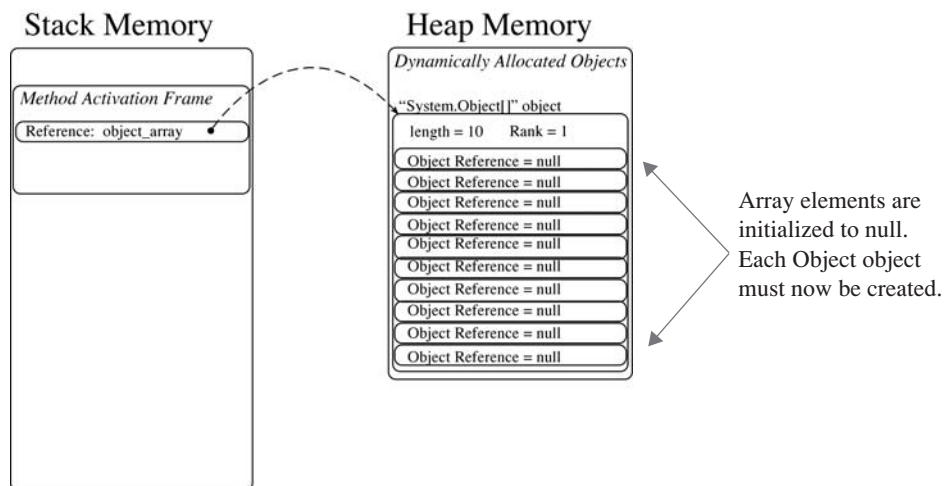 Stack Memory
Heap Memory
Method Activation Frame
Reference: object_array
Dynamically Allocated Objects
“System.Object[]” object
length = 10 Rank = 1
Object Reference = null
Object Reference = null
Object Reference = null
Object Reference = null
Object Reference = null
Object Reference = null
Object Reference = null
Object Reference = null
Object Reference = null
Object Reference = null
Array elements are
initialized to null.
Each Object object
must now be created.